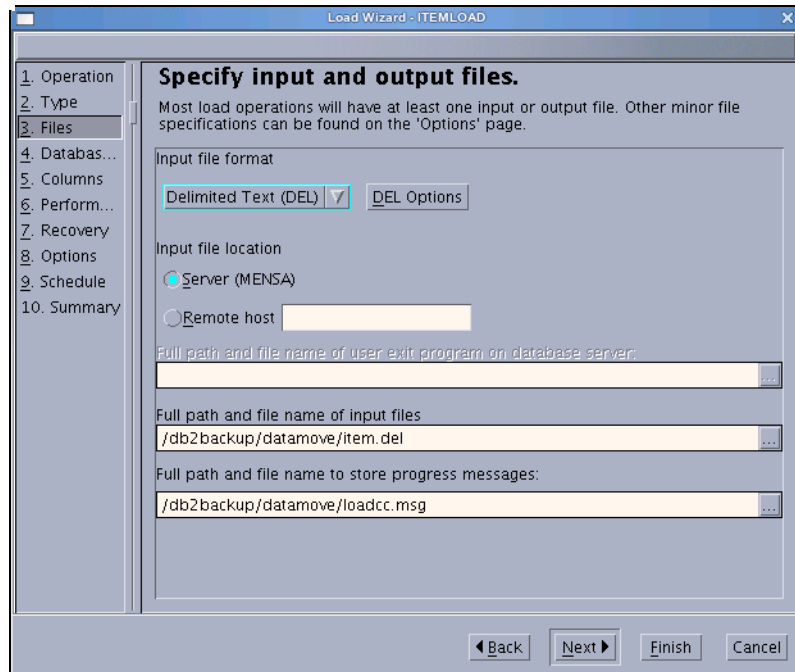 Load Wizard - ITEMLOAD
1. Operation
2. Type
3. Files
4. Databas...
5. Columns
6. Perform...
7. Recovery
8. Options
9. Schedule
10. Summary
Specify input and output files.
Most load operations will have at least one input or output file. Other minor file
specifications can be found on the 'Options' page.
Input file format
Delimited Text (DEL) DEL Options
Input file location
Server (MENSA)
Remote host
Full path and file name of user exit program on database server:
...
Full path and file name of input files
/db2backup/datamove/item.del ...
Full path and file name to store progress messages:
/db2backup/datamove/loadcc.msg ...
Back Next Finish Cancel